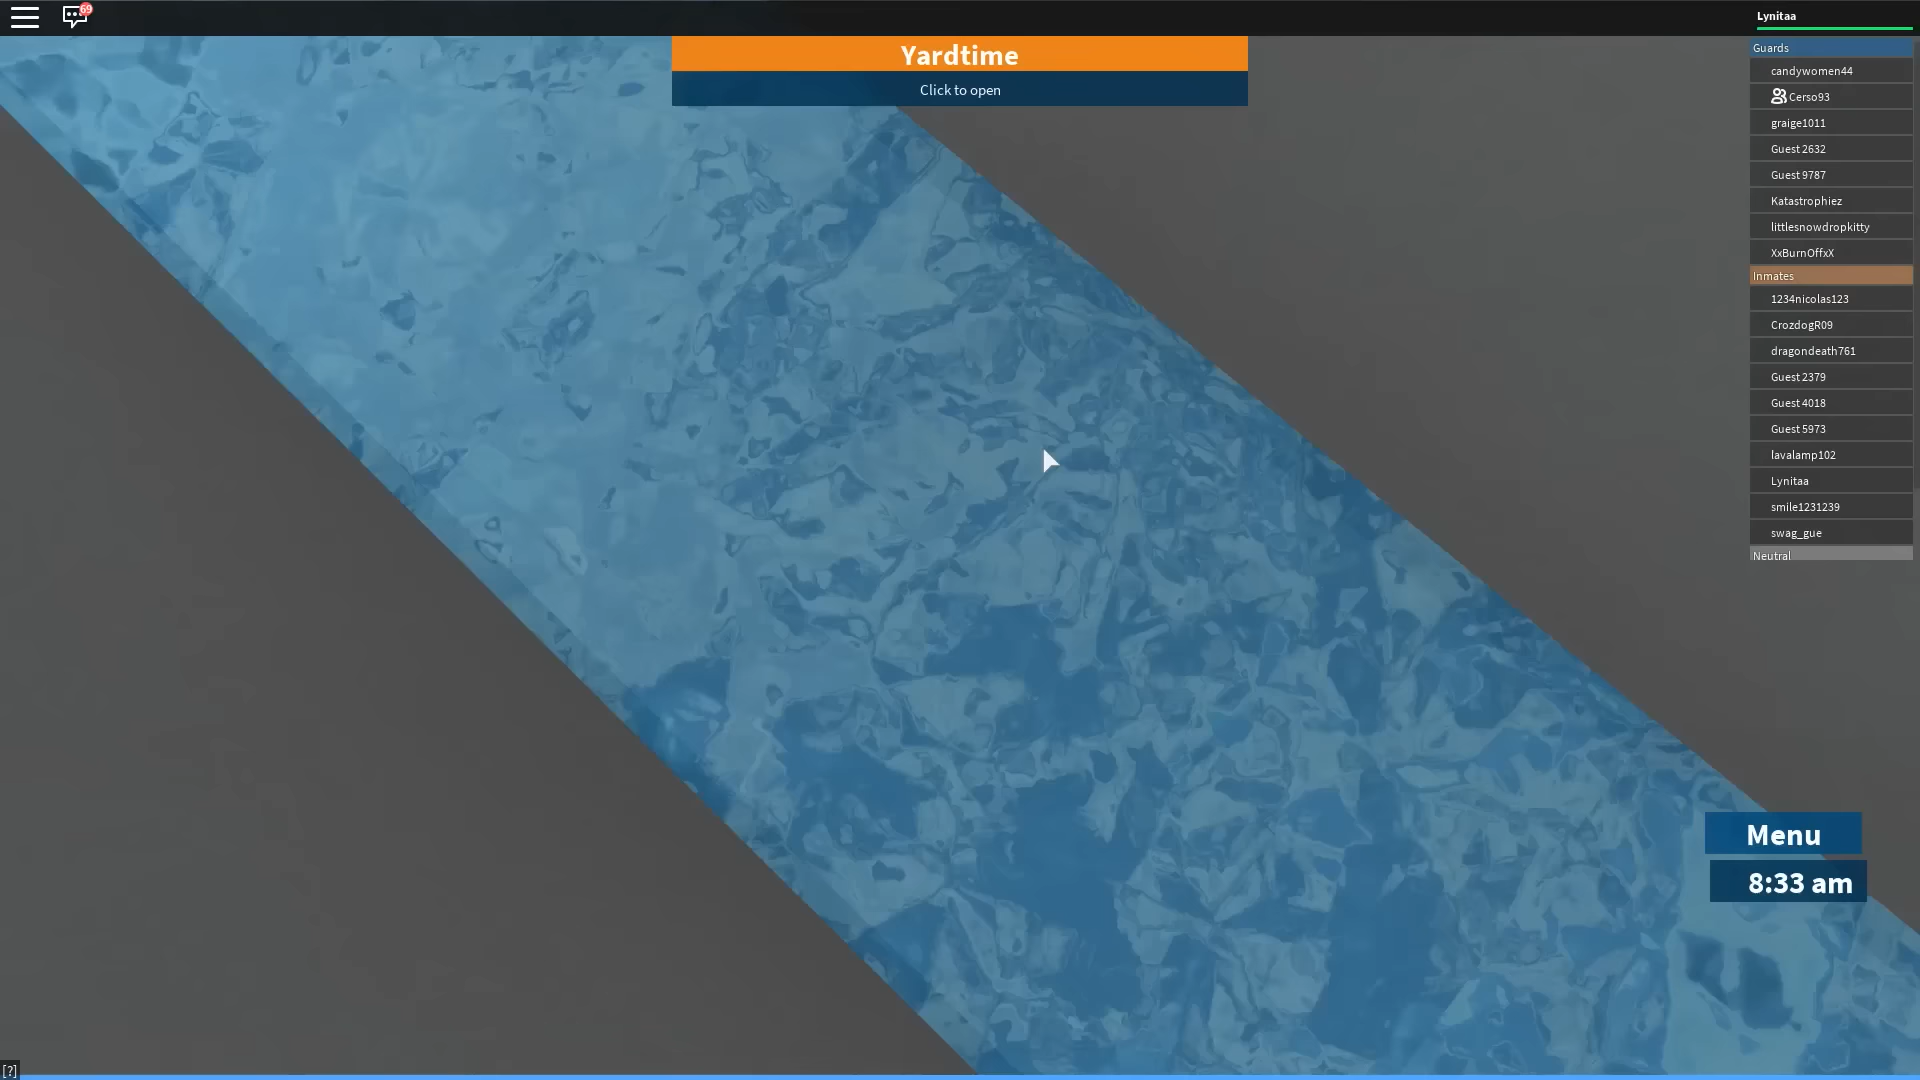 69
Lynitaa
Yardtime
Click to open
Guards
candywomen44
Cerso93
graige1011
Guest 2632
Guest 9787
Katastrophiez
littlesnowdropkitty
XxBurnOffxX
Inmates
1234nicolas123
CrozdogR09
dragondeath761
Guest 2379
Guest 4018
Guest 5973
lavalamp102
Lynitaa
smile1231239
swag_gue
Neutral
Menu
8:33 am
[?]